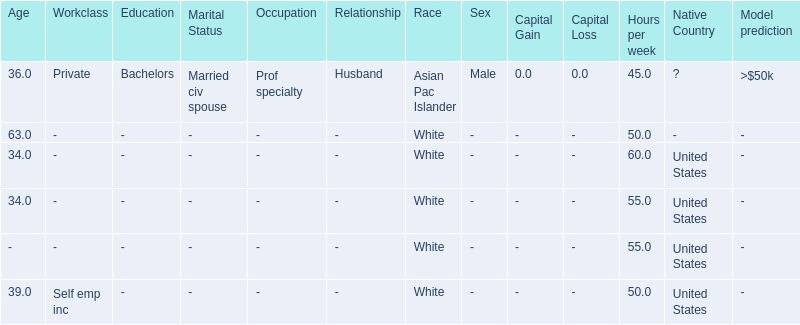 Age Workclass Education Marital Status Occupation Relationship Race Sex Capital Gain Capital Loss Hours per week Native Country Model prediction
36.0 Private Bachelors Married civ spouse Prof specialty Husband Asian Pac Islander Male 0.0 0.0 45.0 ? >$50k
63.0 - - - - - White - - - 50.0 - -
34.0 - - - - - White - - - 60.0 United States -
34.0 - - - - - White - - - 55.0 United States -
- - - - - - White - - - 55.0 United States -
39.0 Self emp inc - - - - White - - - 50.0 United States -